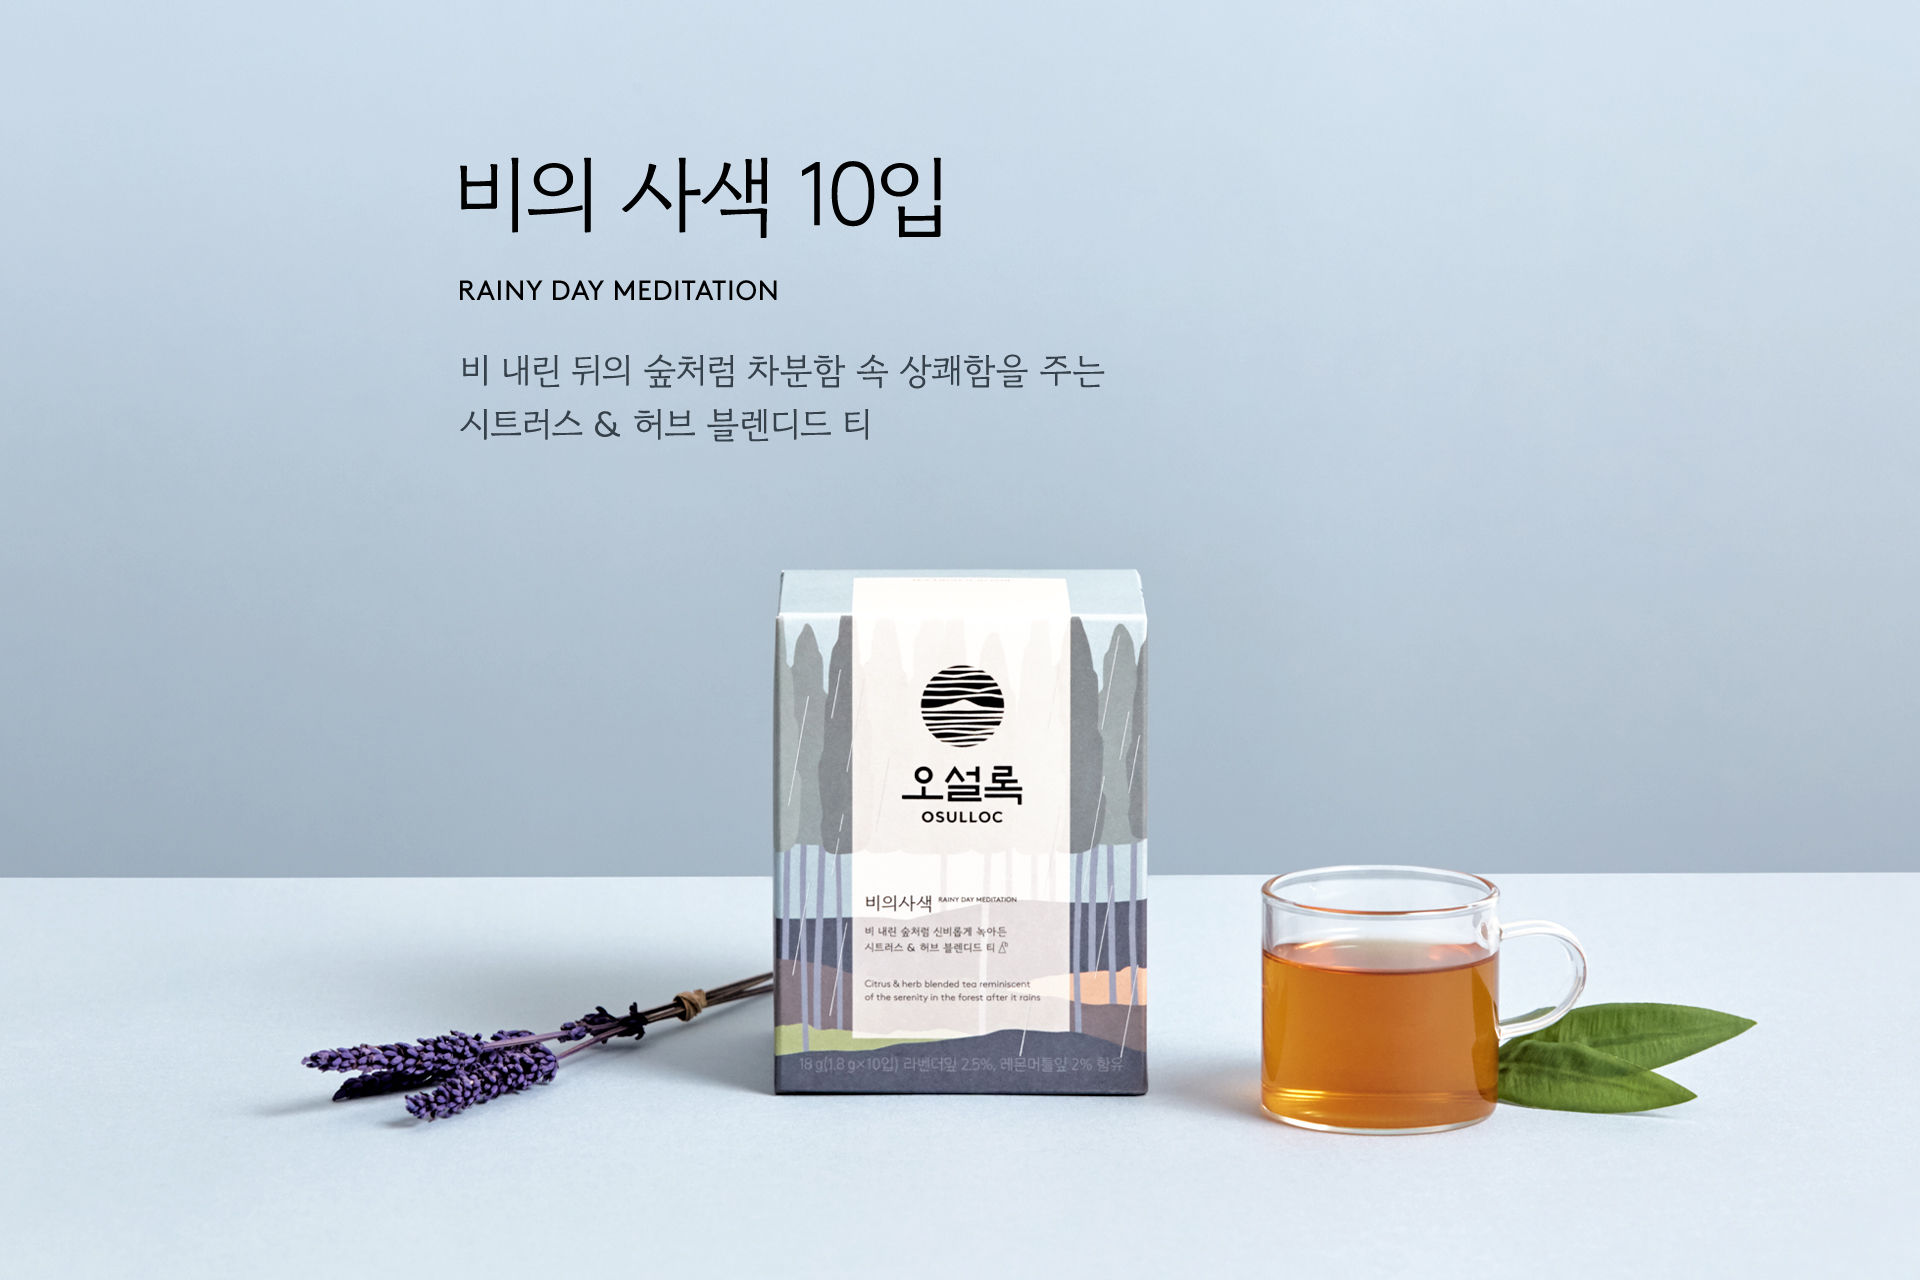 비의 사색 10입
RAINY DAY MEDITATION
비 내린 뒤의 숲처럼 차분함 속 상쾌함을 주는
시트러스 & 허브 블렌디드 티
오설록
OSULLOC
비의사색 RAINY DAY MEDITATION
비 내린 숲처럼 신비롭게 녹아든
시트러스 & 허브 블렌디드 티
Citrus & herb blended tea reminiscent
of the serenity in the forest after it rains
18 g(1.8 g×10입) 라벤더잎 2.5%, 레몬머틀잎 2% 함유